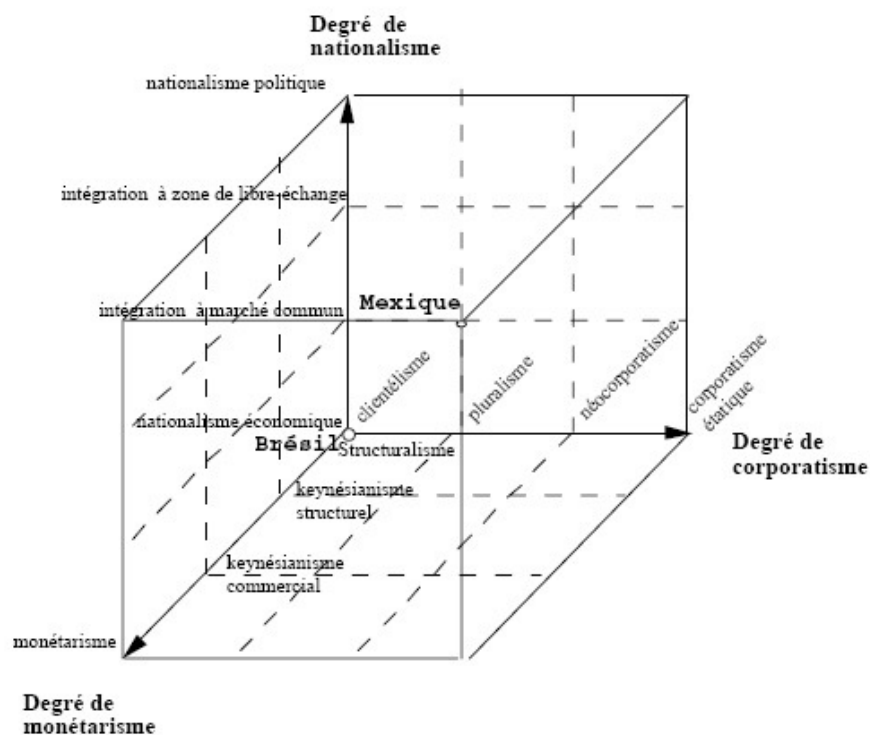 Degré de
nationalisme
nationalisme politique
intégration à zone de libre-échange
intégration à marché dommun
Mexique
clientélisme
pluralisme
néocorporatisme
corporatisme
étatique
nationalisme économique
Brésil
Structuralisme
Degré de
corporatisme
keynésianisme
structurel
keynésianisme
commercial
monétarisme
Degré de
monétarisme